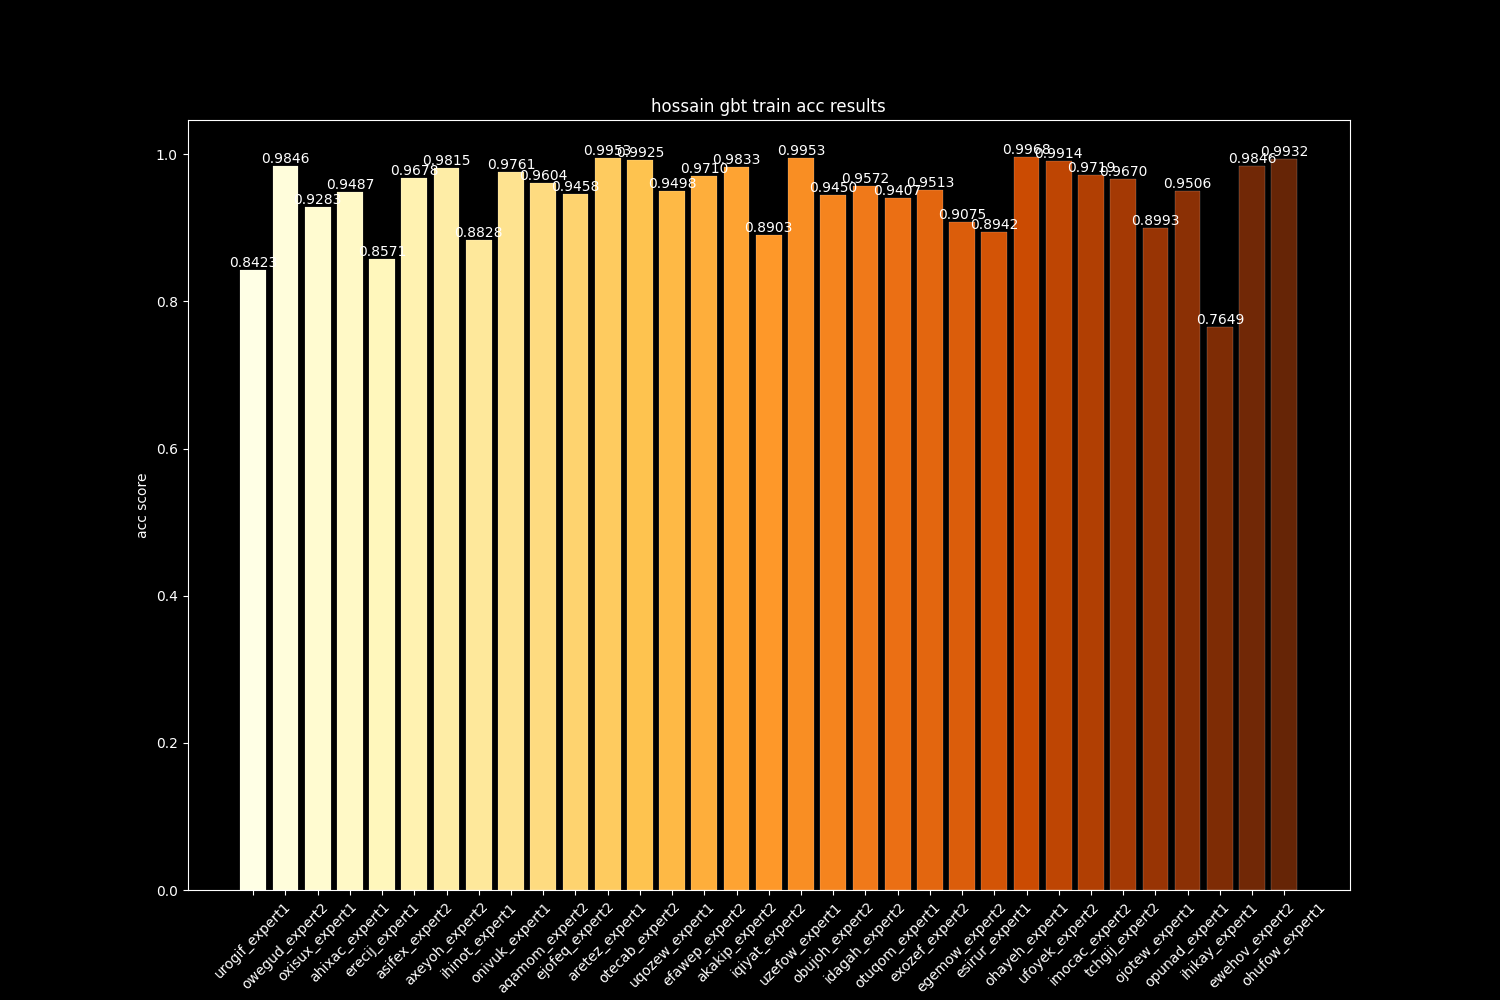 hossain gbt train acc results
acc score
1.0
0.8
0.6
0.4
0.2
0.0
0.8423
0.9846
0.9283
0.9487
0.8571
0.9678
0.9815
0.8828
0.9761
0.9604
0.9458
0.9953
0.9925
0.9498
0.9710
0.9833
0.8903
0.9953
0.9450
0.9572
0.9407
0.9513
0.9075
0.8942
0.9968
0.9914
0.9719
0.9670
0.8993
0.9506
0.7649
0.9846
0.9932
urogif_expert1
owegud_expert2
oxisux_expert1
ahixac_expert1
erecij_expert1
asifex_expert2
axeyoh_expert2
ihinot_expert1
onivuk_expert1
aqamom_expert2
ejofeq_expert2
aretez_expert1
otecab_expert2
uqozew_expert1
efawep_expert2
akakip_expert2
iqiyat_expert2
uzefow_expert1
obujoh_expert2
idagah_expert2
otuqom_expert1
exozef_expert2
egemow_expert2
esirur_expert1
ohayeh_expert1
ufoyek_expert2
imocac_expert2
tchgij_expert2
ojotew_expert1
opunad_expert1
ihikay_expert1
ewehov_expert2
ohufow_expert1